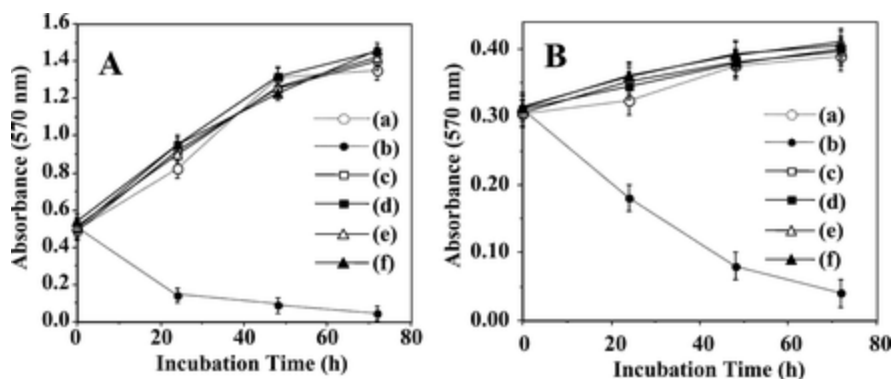 A
Absorbance (570 nm)
1.6
1.4
1.2
1.0
0.8
0.6
0.4
0.2
0.0
(a)
(b)
(c)
(d)
(e)
(f)
0
20
40
60
80
Incubation Time (h)
B
Absorbance (570 nm)
0.40
0.30
0.20
0.10
0.00
(a)
(b)
(c)
(d)
(e)
(f)
0
20
40
60
80
Incubation Time (h)